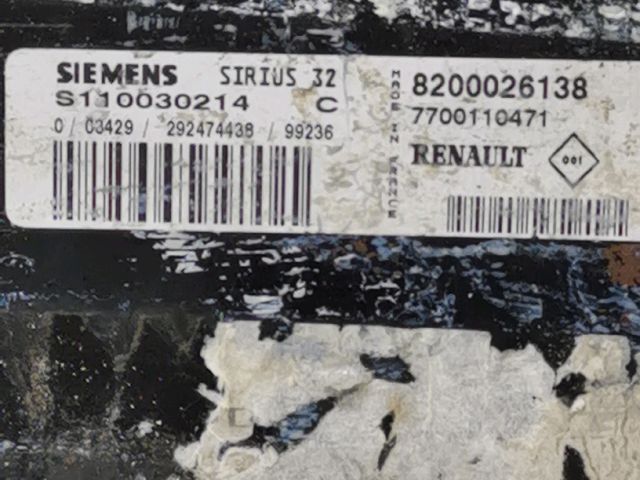 SIEMENS SIRIUS 32
S110030214 C
0/ 03429 / 292474438 / 99236
MADE IN FRANCE
8200026138
7700110471
RENAULT 001